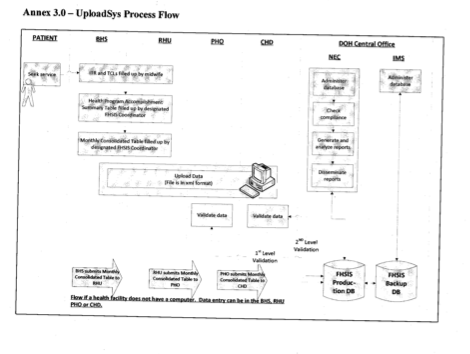 Annex 3.0 – UploadSys Process Flow
PATIENT
BHS
RHU
PHO
CHD
DOH Central Office
NEC
IMS
Seek service
ITR and TCLs filled up by midwife
Administer
database
Administer
database
Health Program Accomplishment
Summary Table filled up by designated
FHSIS Coordinator
Check
compliance
Monthly Consolidated Table filled up by
designated FHSIS Coordinator
Generate and
analyze reports
Upload Data
(File is in xml format)
Disseminate
reports
Validate data
Validate data
1st Level
Validation
2nd Level
Validation
BHS submits Monthly
Consolidated Table to
RHU
RHU submits Monthly
Consolidated Table to
PHO
PHO submits Monthly
Consolidated Table to
CHD
FHSIS
Produc-
tion DB
FHSIS
Backup
DB
Flow if a health facility does not have a computer. Data entry can be in the BHS, RHU
PHO or CHD.